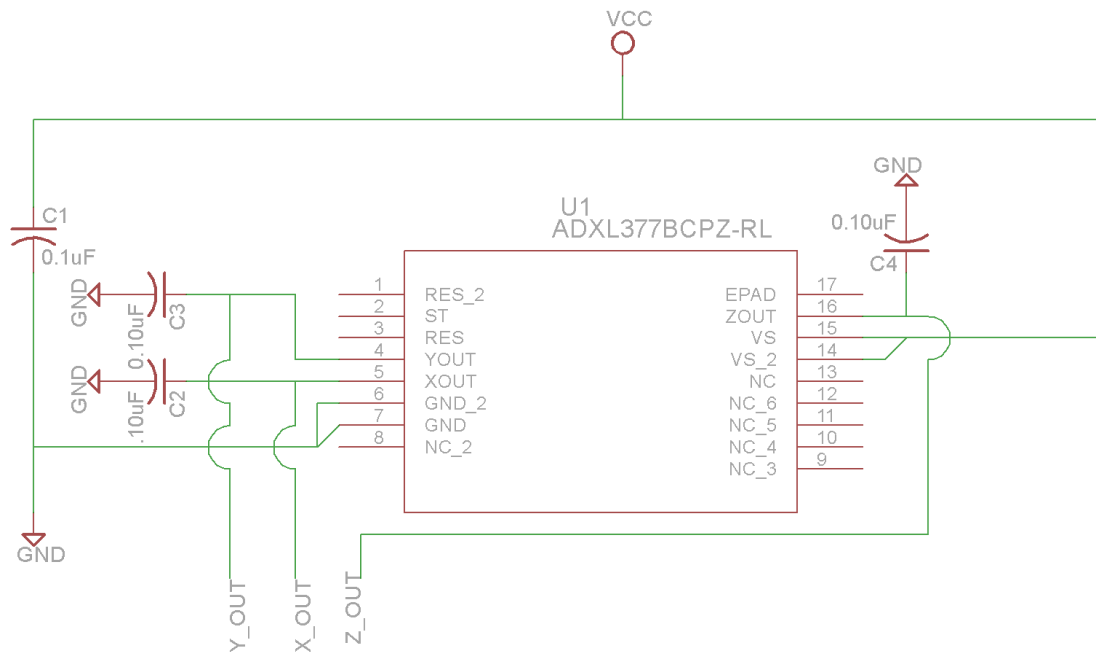 VCC
GND
U1
ADXL377BCPZ-RL
0.10uF
C4
C1
0.1uF
GND
0.10uF
C3
GND
.10uF
C2
1 RES_2
2 ST
3 RES
4 YOUT
5 XOUT
6 GND_2
7 GND
8 NC_2
EPAD 17
ZOUT 16
VS 15
VS_2 14
NC 13
NC_6 12
NC_5 11
NC_4 10
NC_3 9
GND
Y_OUT
X_OUT
Z_OUT